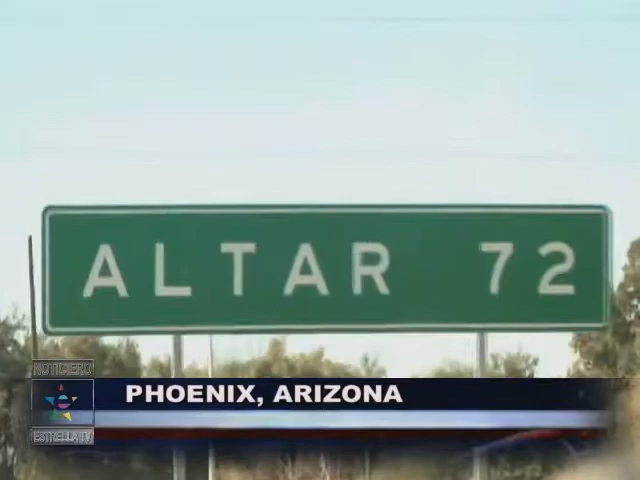 ALTAR 72
NOTICIERO
PHOENIX, ARIZONA
ESTRELLA TV